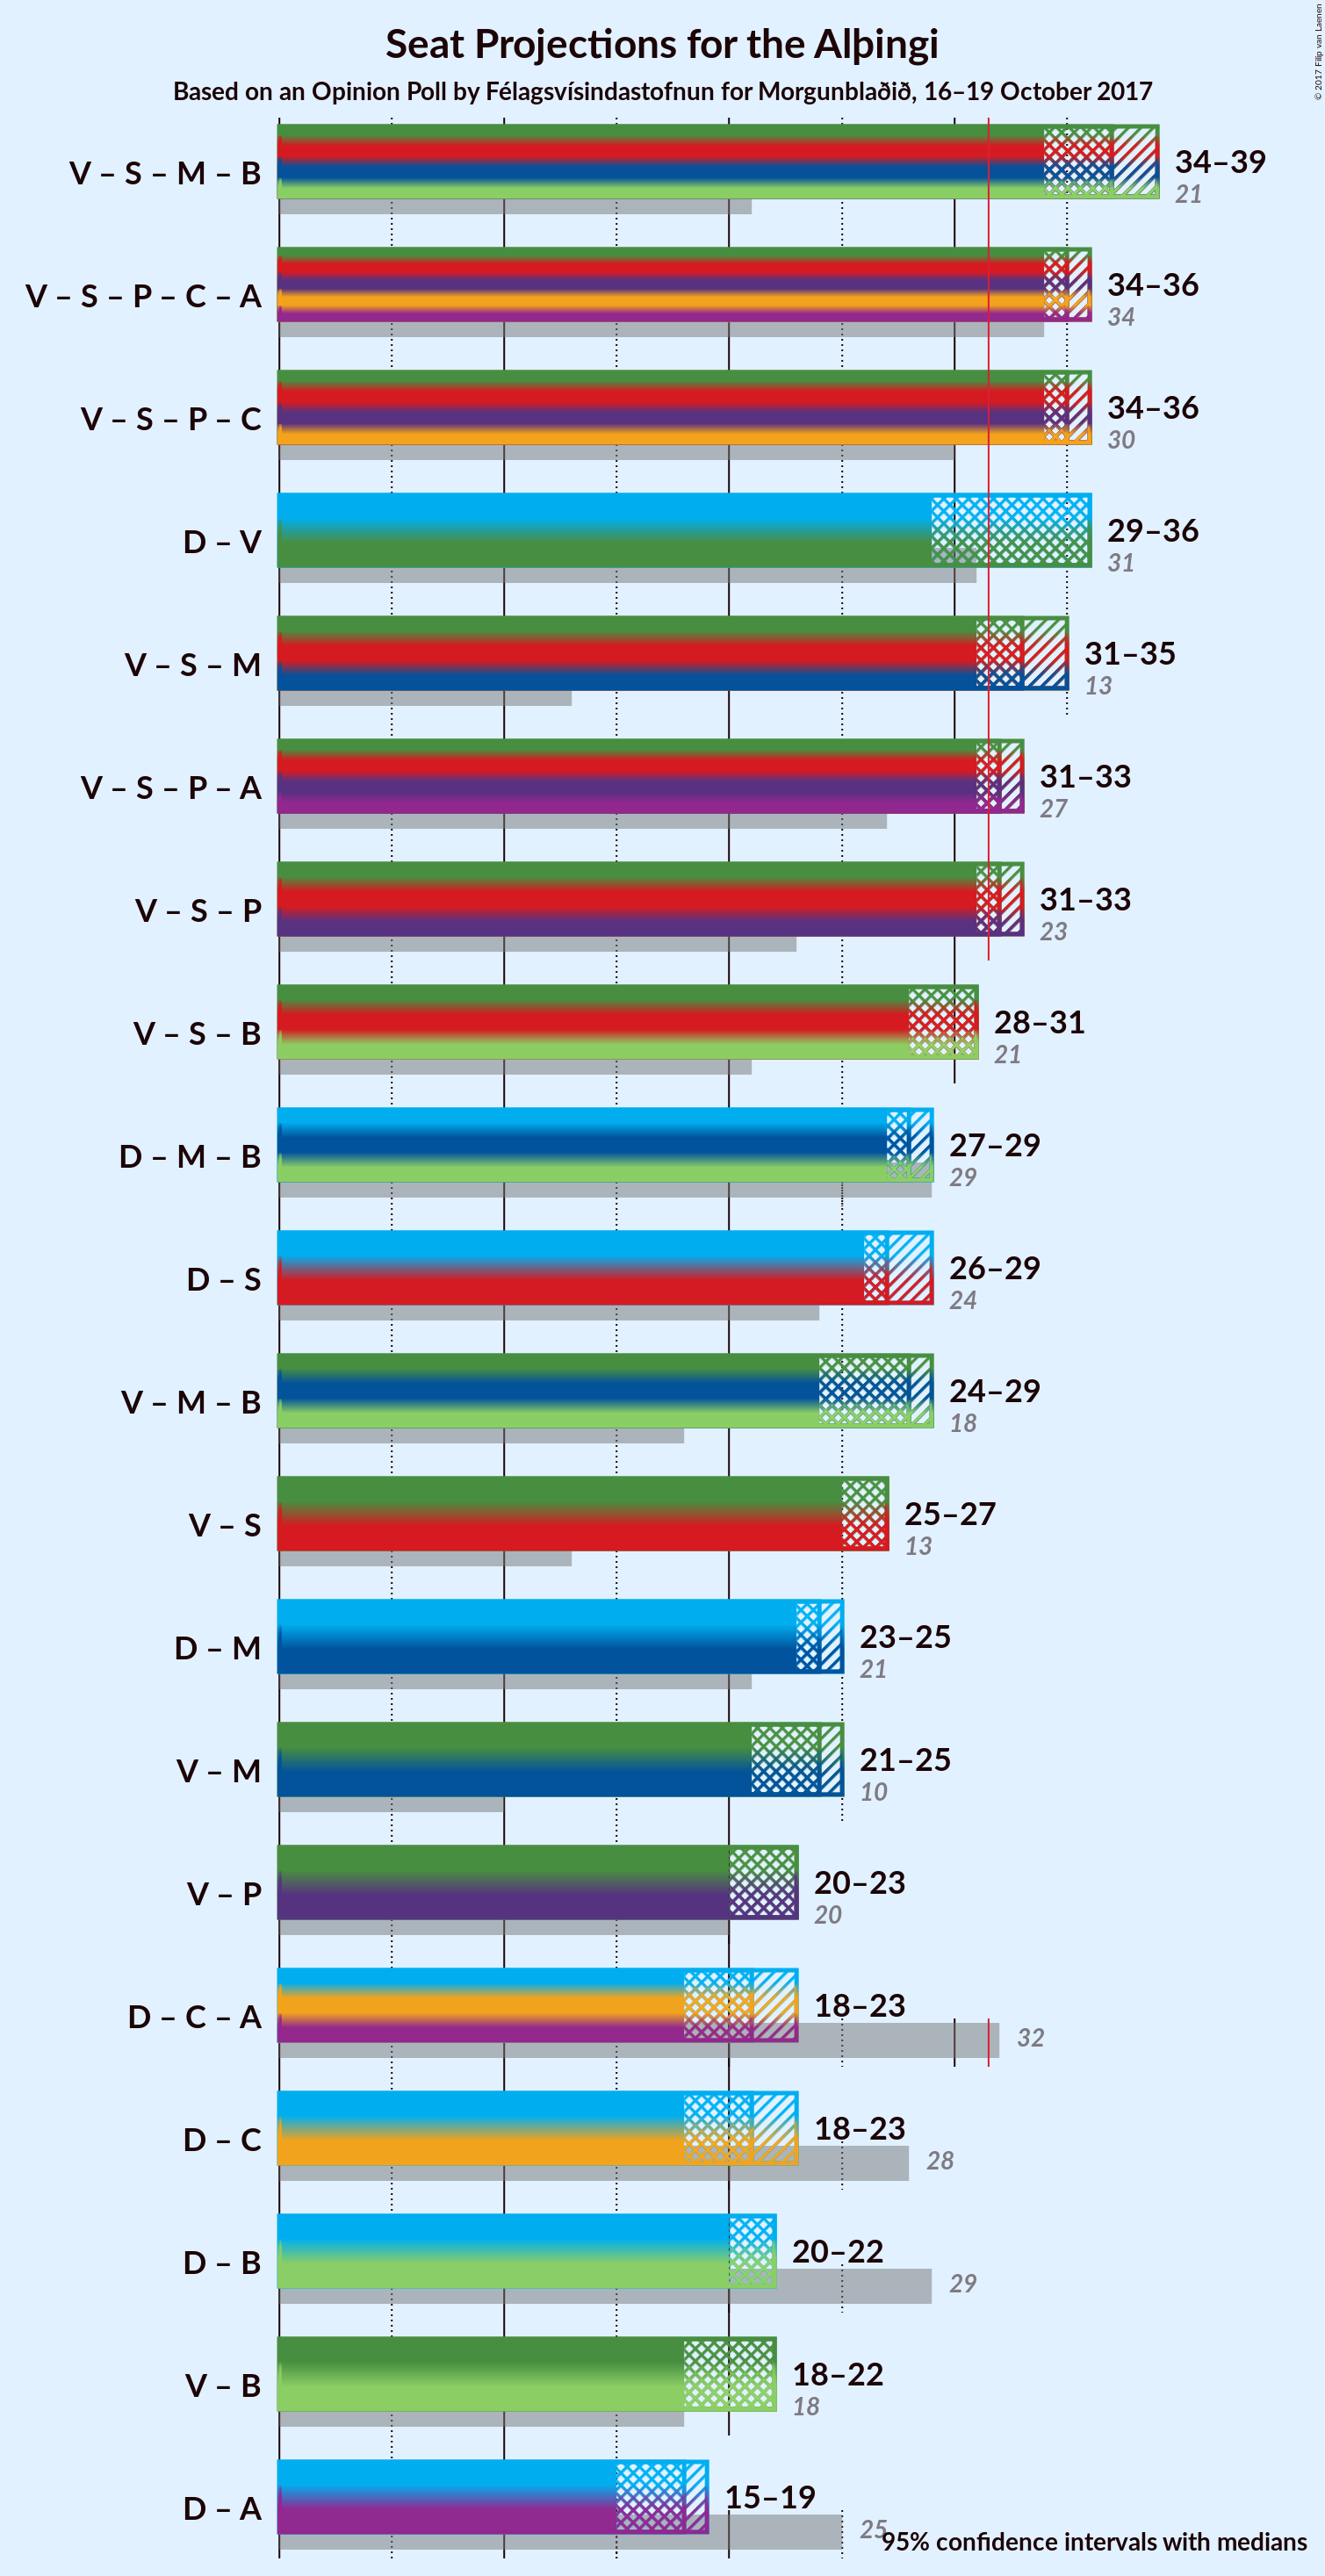 © 2017 Filip van Laenen
Seat Projections for the Alþingi
Based on an Opinion Poll by Félagsvísindastofnun for Morgunblaðið, 16–19 October 2017
V – S – M – B
34–39
21
V – S – P – C – A
34–36
34
V – S – P – C
34–36
30
D – V
29–36
31
V – S – M
31–35
13
V – S – P – A
31–33
27
V – S – P
31–33
23
V – S – B
28–31
21
D – M – B
27–29
29
D – S
26–29
24
V – M – B
24–29
18
V – S
25–27
13
D – M
23–25
21
V – M
21–25
10
V – P
20–23
20
D – C – A
18–23
32
D – C
18–23
28
D – B
20–22
29
V – B
18–22
18
D – A
15–19
25
95% confidence intervals with medians